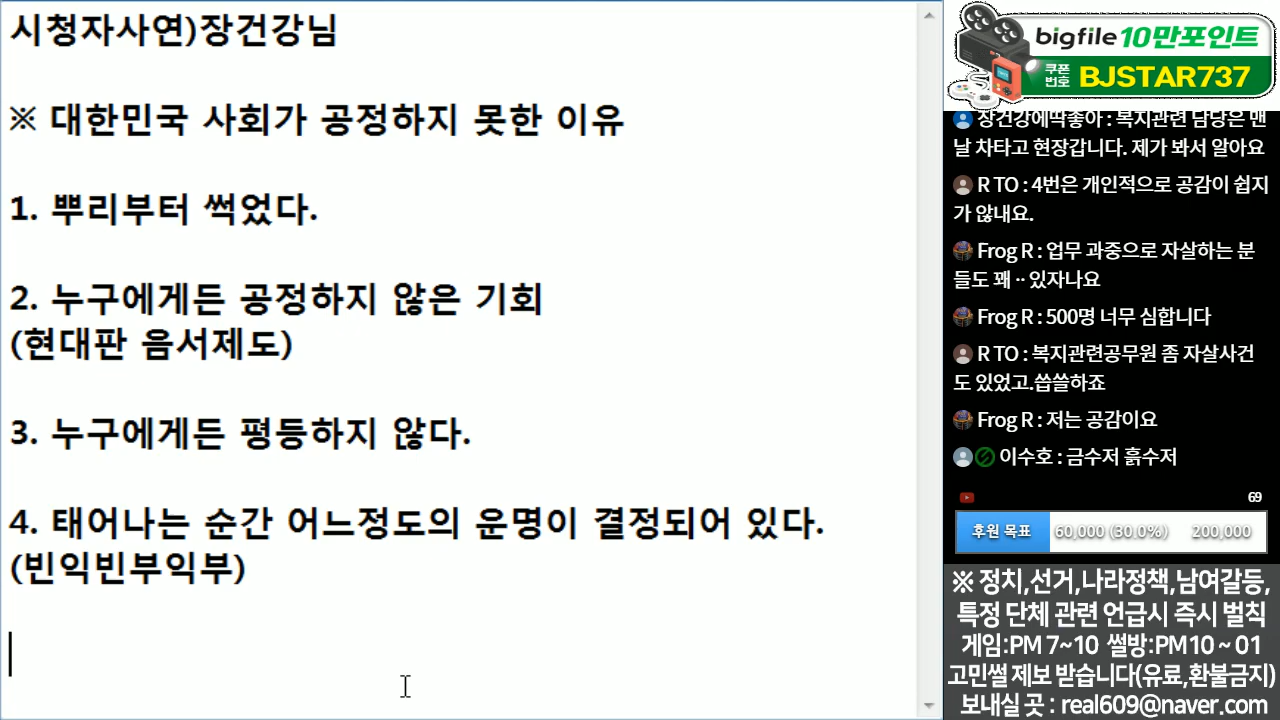 시청자사연)장건강님
※ 대한민국 사회가 공정하지 못한 이유
1. 뿌리부터 썩었다.
2. 누구에게든 공정하지 않은 기회
(현대판 음서제도)
3. 누구에게든 평등하지 않다.
4. 태어나는 순간 어느정도의 운명이 결정되어 있다.
(빈익빈부익부)
bigfile 10만포인트
쿠폰
번호 BJSTAR737
장건강에딱좋아 : 복지관련 담당은 맨
날 차타고 현장갑니다. 제가 봐서 알아요
R TO : 4번은 개인적으로 공감이 쉽지
가 않내요.
Frog R : 업무 과중으로 자살하는 분
들도 꽤 ·· 있자나요
Frog R : 500명 너무 심합니다
R TO : 복지관련공무원 좀 자살사건
도 있었고.씁쓸하죠
Frog R : 저는 공감이요
이수호 : 금수저 흙수저
69
후원 목표 60,000 (30.0%) 200,000
※ 정치,선거,나라정책,남여갈등,
특정 단체 관련 언급시 즉시 벌칙
게임:PM 7~10 썰방:PM10 ~ 01
고민썰 제보 받습니다(유료,환불금지)
보내실 곳 : real609@naver.com